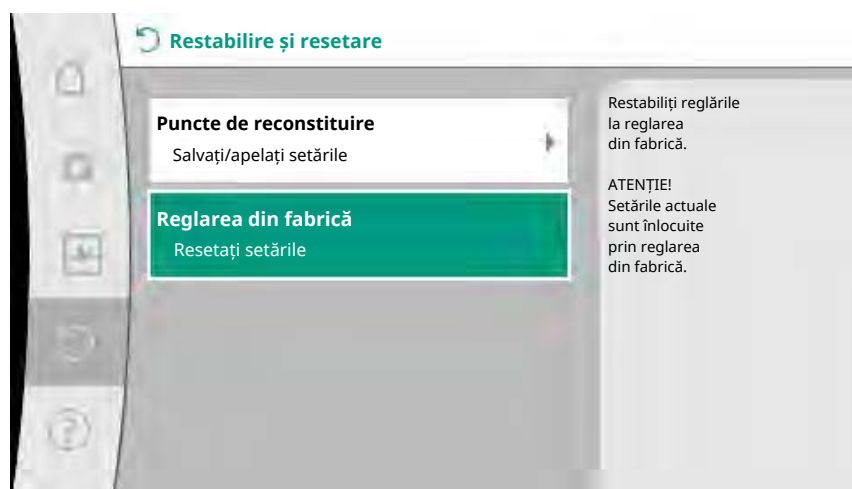 Restabilire și resetare
Puncte de reconstituire
Salvați/apelați setările
Reglarea din fabrică
Resetați setările
Restabiliți reglările
la reglarea
din fabrică.
ATENȚIE!
Setările actuale
sunt înlocuite
prin reglarea
din fabrică.